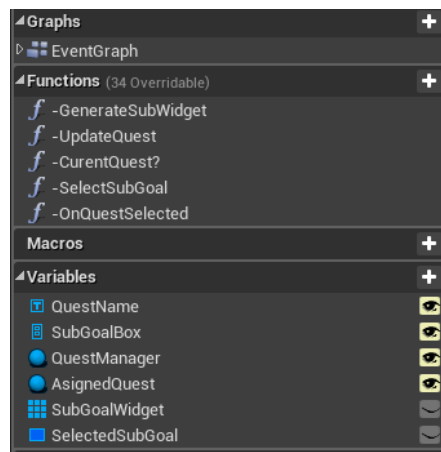 Graphs
EventGraph
Functions (34 Overridable)
f -GenerateSubWidget
f -UpdateQuest
f -CurentQuest?
f -SelectSubGoal
f -OnQuestSelected
Macros
Variables
T QuestName
SubGoalBox
QuestManager
AsignedQuest
SubGoalWidget
SelectedSubGoal